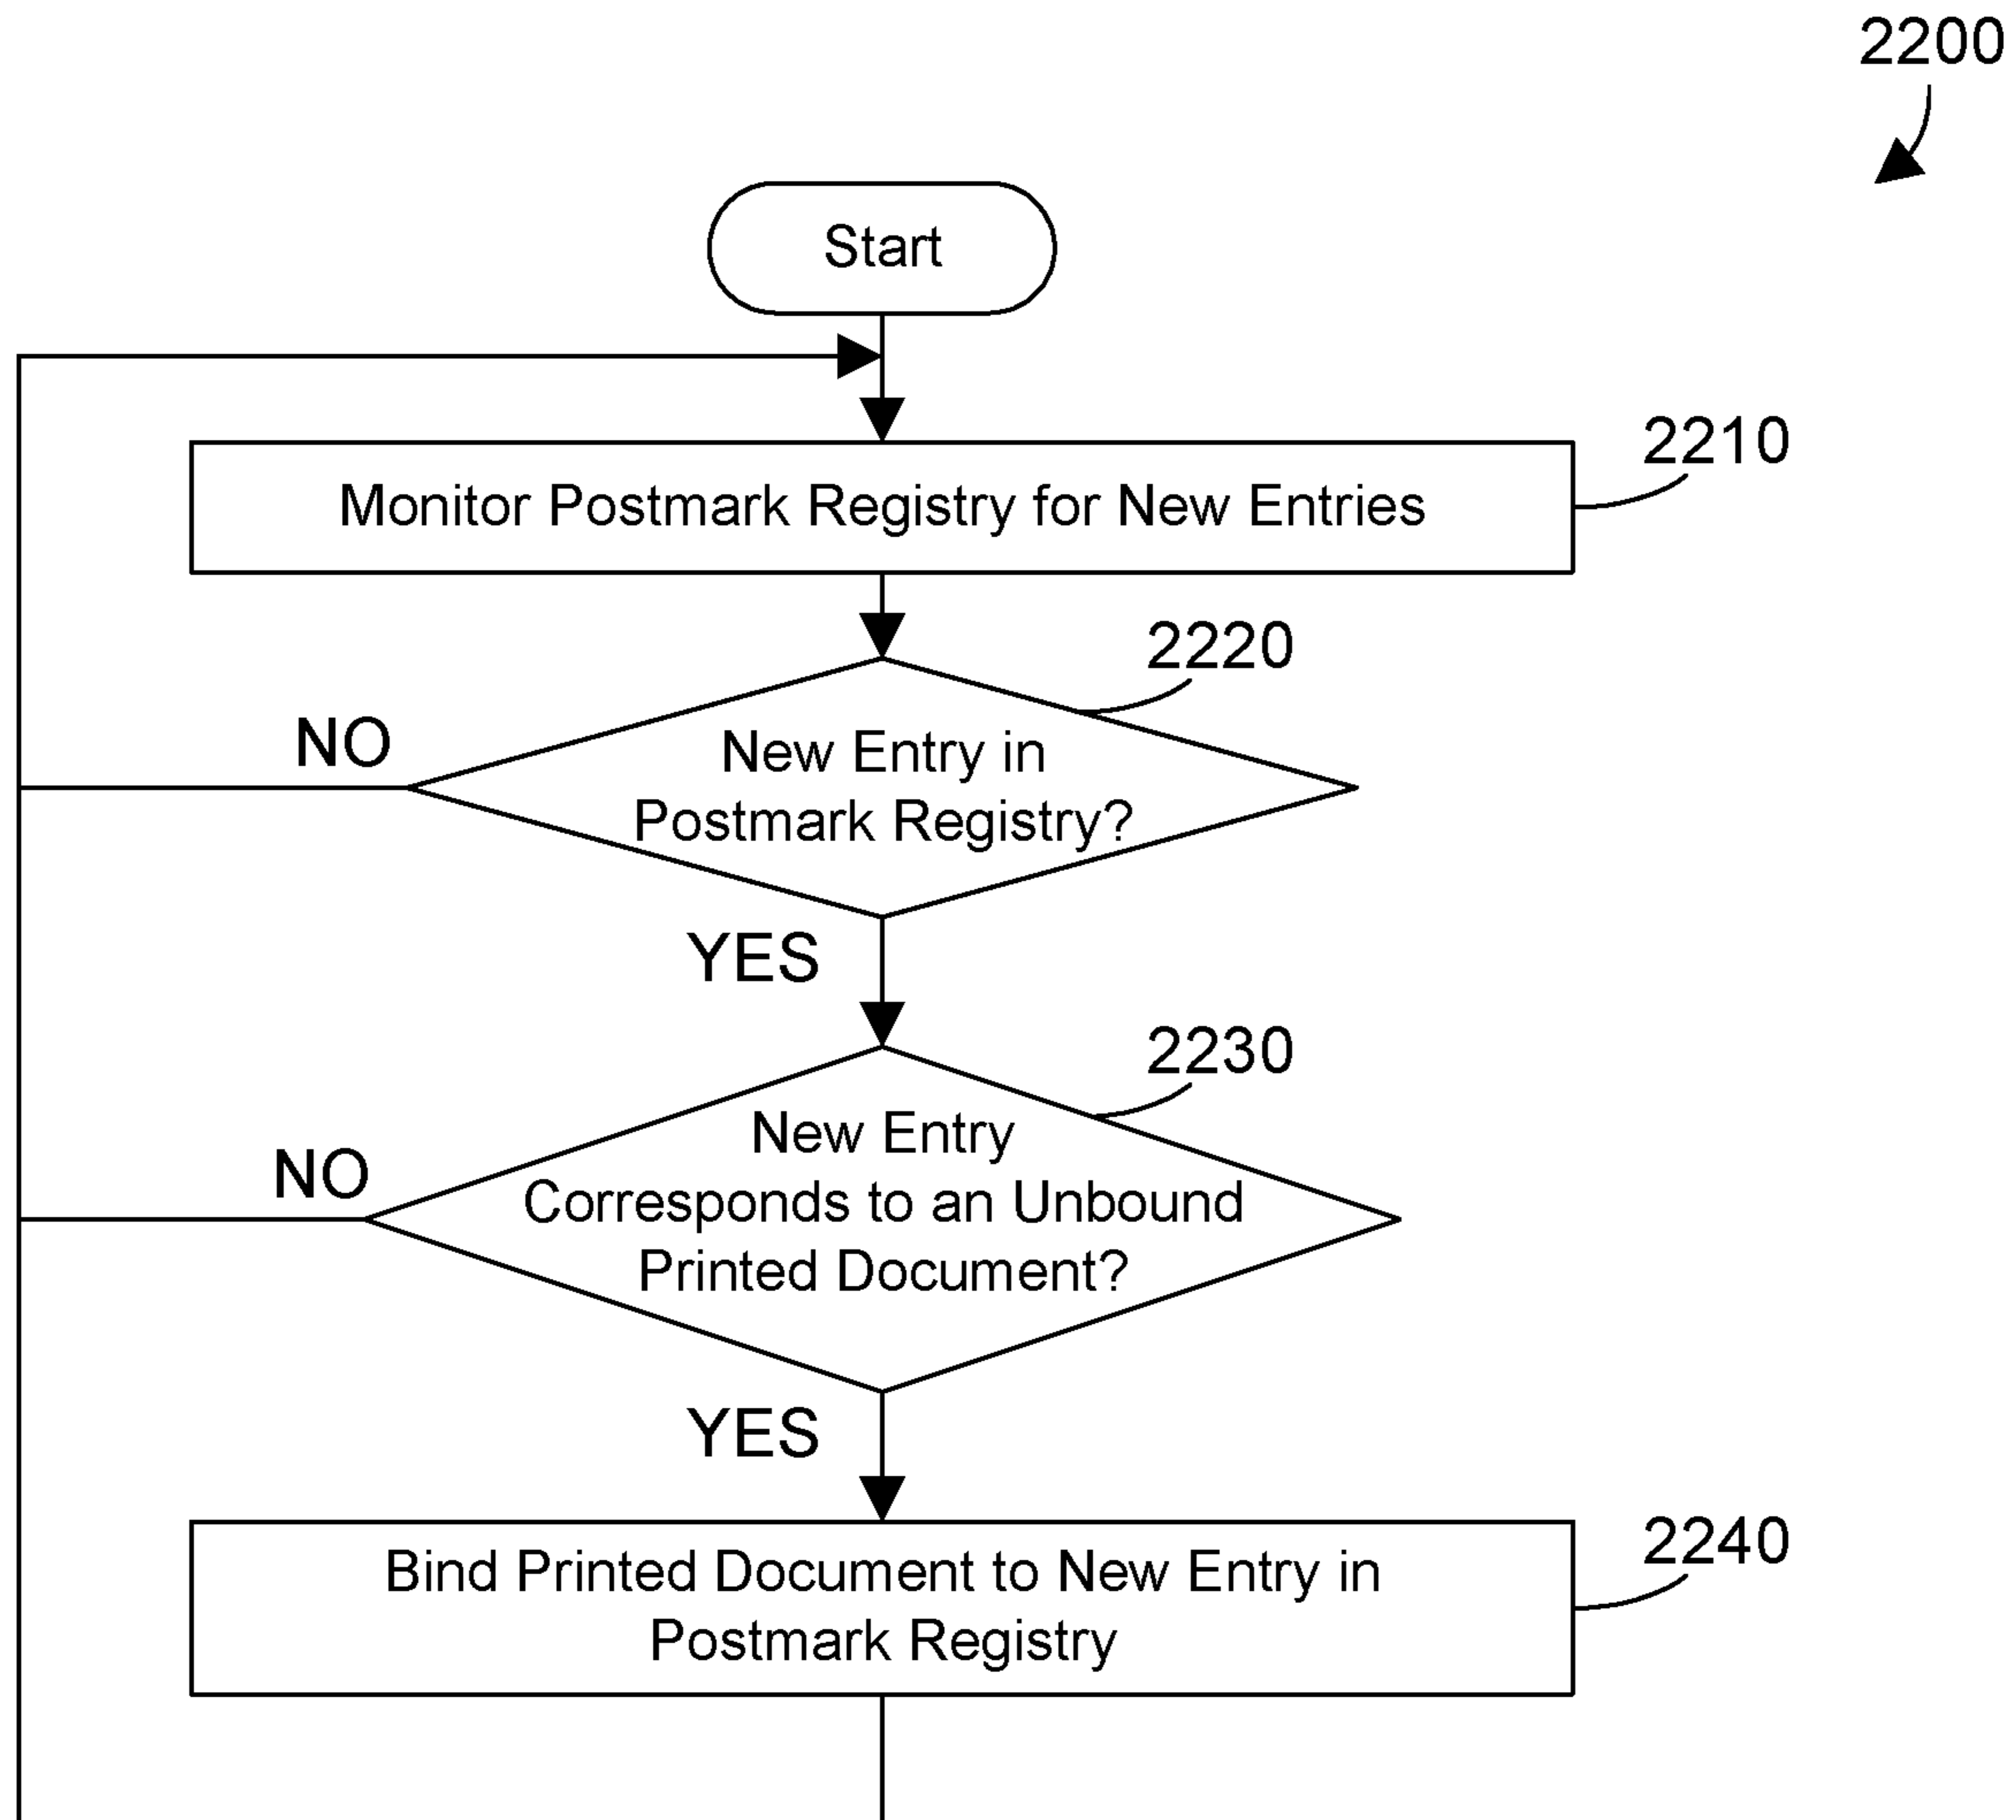 2200
Start
2210
Monitor Postmark Registry for New Entries
2220
NO
New Entry in
Postmark Registry?
YES
2230
New Entry
NO
Corresponds to an Unbound
Printed Document?
YES
2240
Bind Printed Document to New Entry in
Postmark Registry